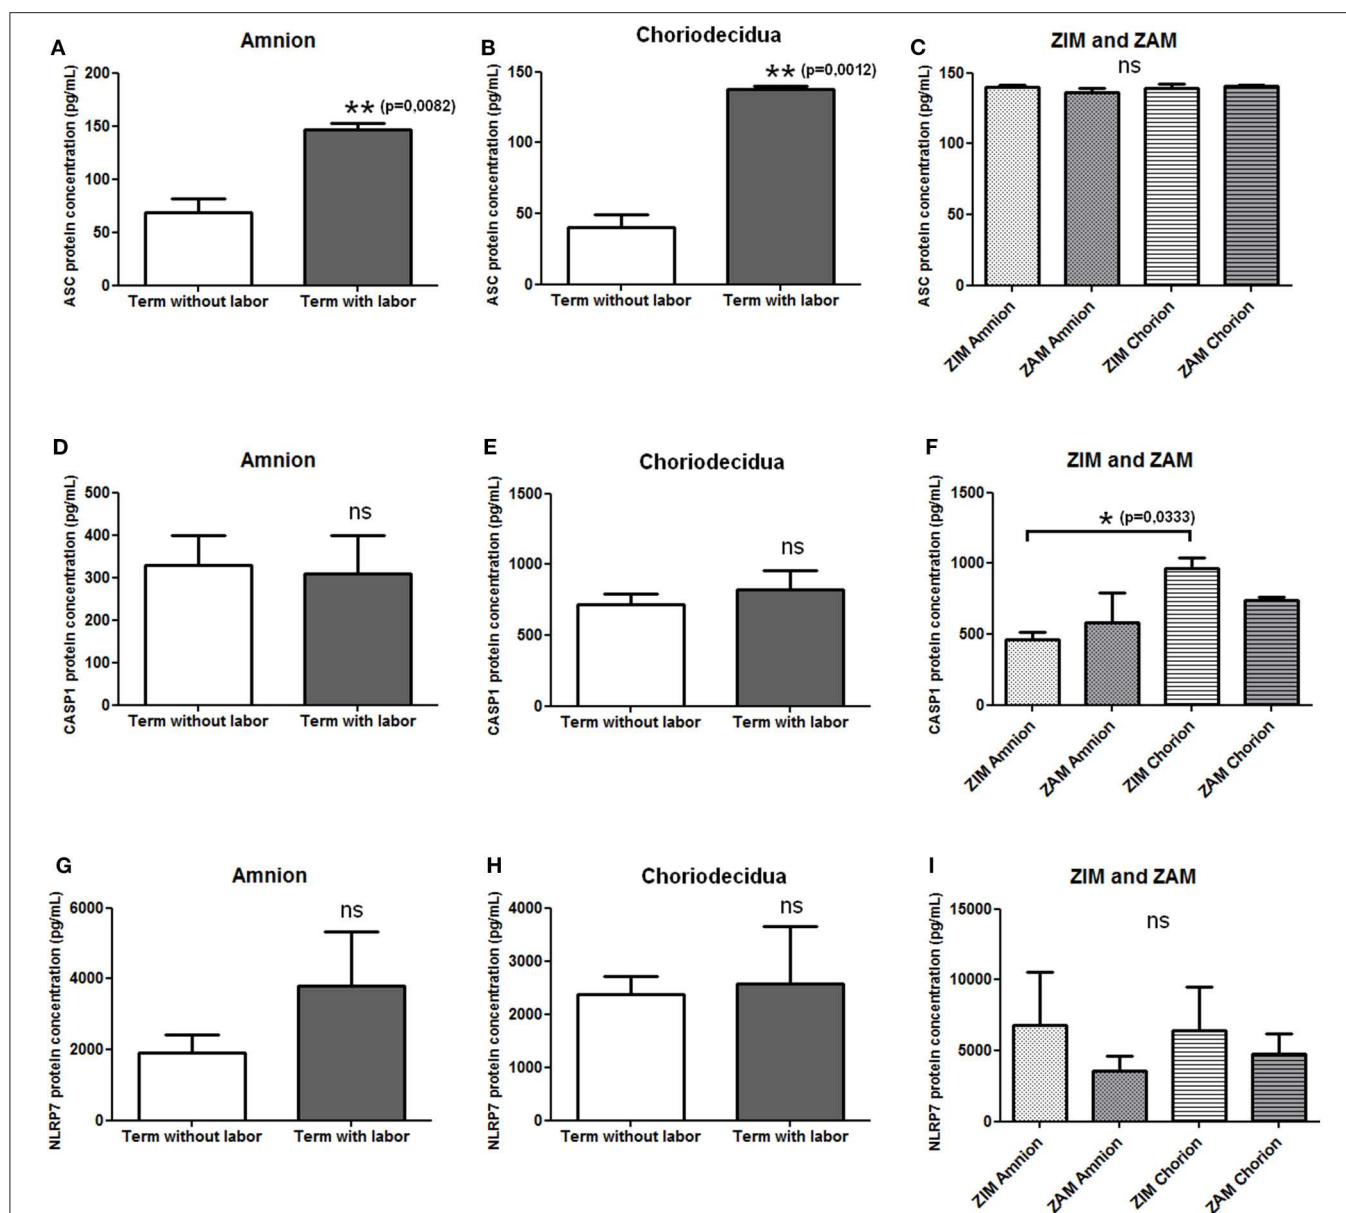 A
Amnion
ASC protein concentration (pg/mL)
200
150
100
50
0
** (p=0,0082)
Term without labor
Term with labor
B
Choriodecidua
ASC protein concentration (pg/mL)
150
100
50
0
** (p=0,0012)
Term without labor
Term with labor
C
ZIM and ZAM
ns
ASC protein concentration (pg/mL)
150
100
50
0
ZIM Amnion
ZAM Amnion
ZIM Chorion
ZAM Chorion
D
Amnion
CASP1 protein concentration (pg/mL)
500
400
300
200
100
0
ns
Term without labor
Term with labor
E
Choriodecidua
CASP1 protein concentration (pg/mL)
1500
1000
500
0
ns
Term without labor
Term with labor
F
ZIM and ZAM
CASP1 protein concentration (pg/mL)
1500
1000
500
0
* (p=0,0333)
ZIM Amnion
ZAM Amnion
ZIM Chorion
ZAM Chorion
G
Amnion
NLRP7 protein concentration (pg/mL)
6000
4000
2000
0
ns
Term without labor
Term with labor
H
Choriodecidua
NLRP7 protein concentration (pg/mL)
4000
3000
2000
1000
0
ns
Term without labor
Term with labor
I
ZIM and ZAM
NLRP7 protein concentration (pg/mL)
15000
10000
5000
0
ns
ZIM Amnion
ZAM Amnion
ZIM Chorion
ZAM Chorion